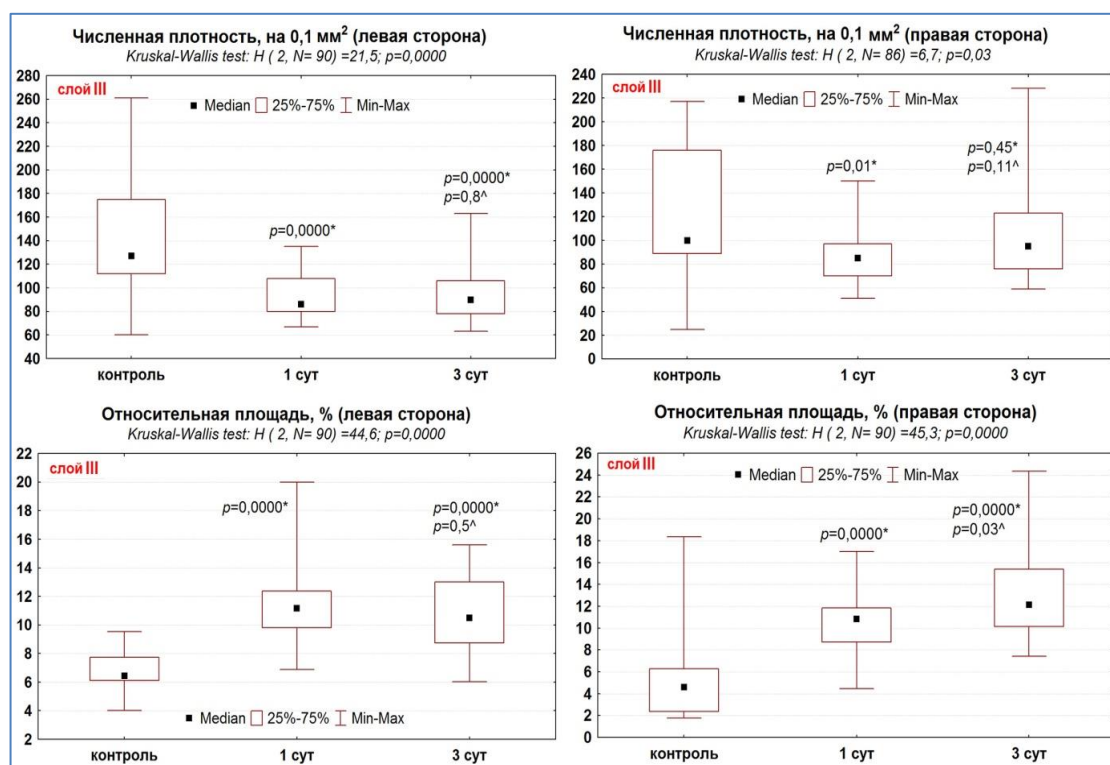 Численная плотность, на 0,1 мм² (левая сторона)
Kruskal-Wallis test: H ( 2, N= 90) =21,5; p=0,0000
слой III
Median 25%-75% Min-Max
280
260
240
220
200
180
160
140
120
100
80
60
40
p=0,0000*
p=0,0000*
p=0,8^
контроль 1 сут 3 сут
Численная плотность, на 0,1 мм² (правая сторона)
Kruskal-Wallis test: H ( 2, N= 86) =6,7; p=0,03
слой III
Median 25%-75% Min-Max
240
220
200
180
160
140
120
100
80
60
40
20
0
p=0,01*
p=0,45*
p=0,11^
контроль 1 сут 3 сут
Относительная площадь, % (левая сторона)
Kruskal-Wallis test: H ( 2, N= 90) =44,6; p=0,0000
слой III
22
20
18
16
14
12
10
8
6
4
2
p=0,0000*
p=0,0000*
p=0,5^
Median 25%-75% Min-Max
контроль 1 сут 3 сут
Относительная площадь, % (правая сторона)
Kruskal-Wallis test: H ( 2, N= 90) =45,3; p=0,0000
слой III
Median 25%-75% Min-Max
26
24
22
20
18
16
14
12
10
8
6
4
2
0
p=0,0000*
p=0,0000*
p=0,03^
контроль 1 сут 3 сут